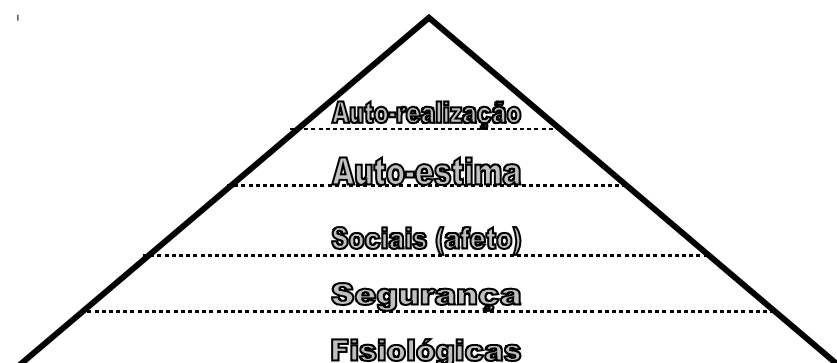 Auto-realização
Auto-estima
Sociais (afeto)
Segurança
Fisiológicas